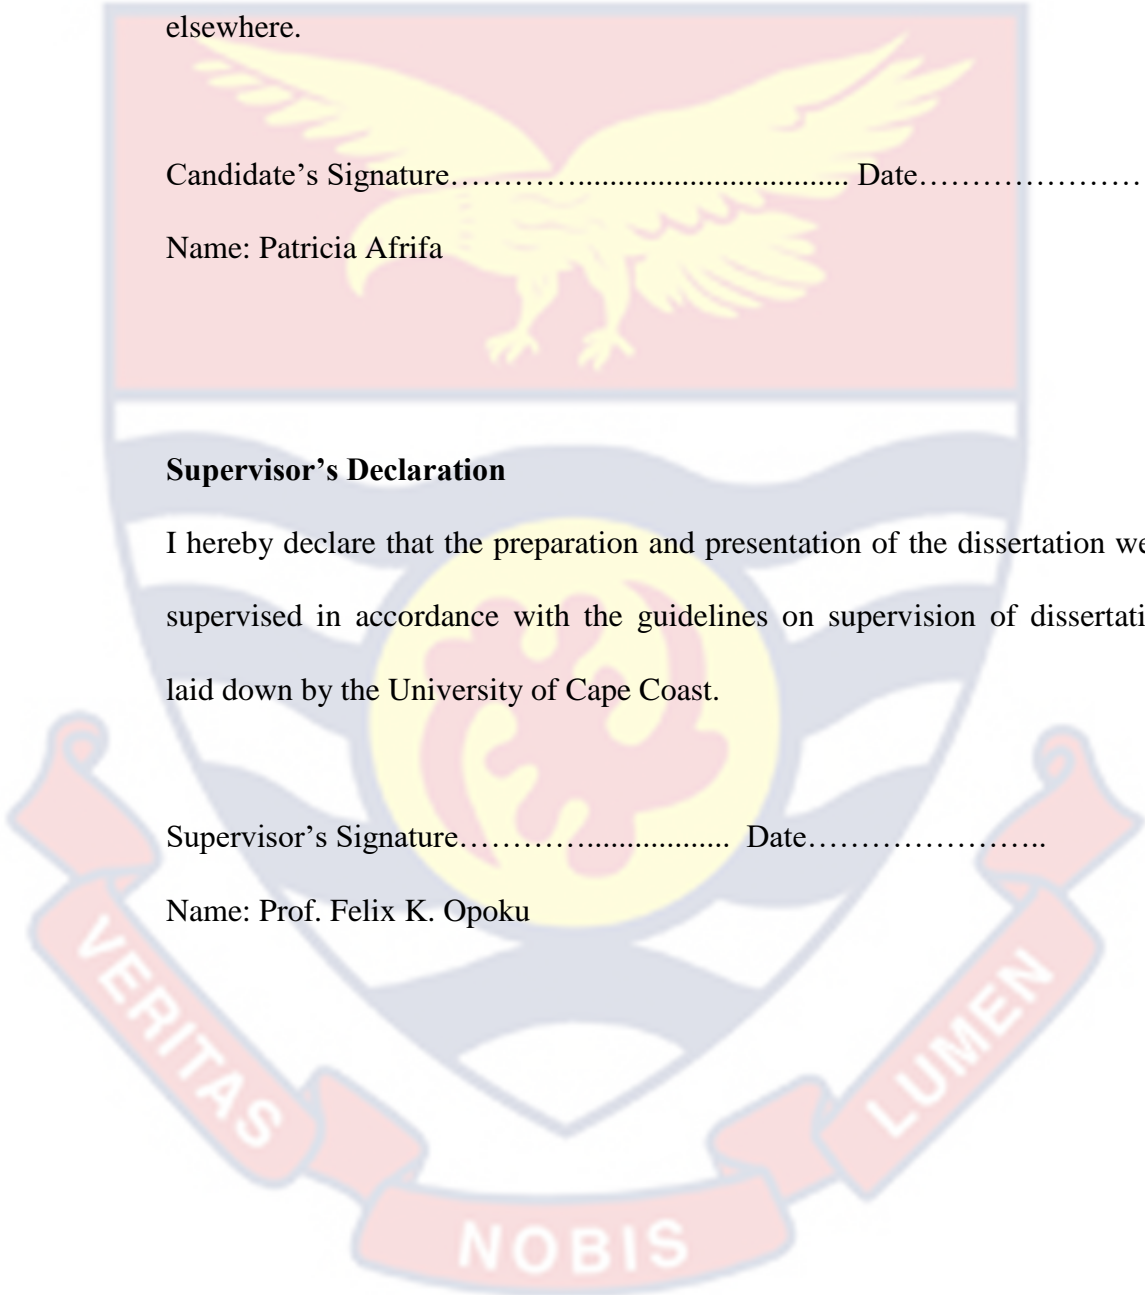 elsewhere.
Candidate’s Signature…………................................. Date…………………
Name: Patricia Afrifa
Supervisor’s Declaration
I hereby declare that the preparation and presentation of the dissertation we
supervised in accordance with the guidelines on supervision of dissertati
laid down by the University of Cape Coast.
Supervisor’s Signature…………................... Date…………………..
Name: Prof. Felix K. Opoku
VERITAS
NOBIS
LUMEN